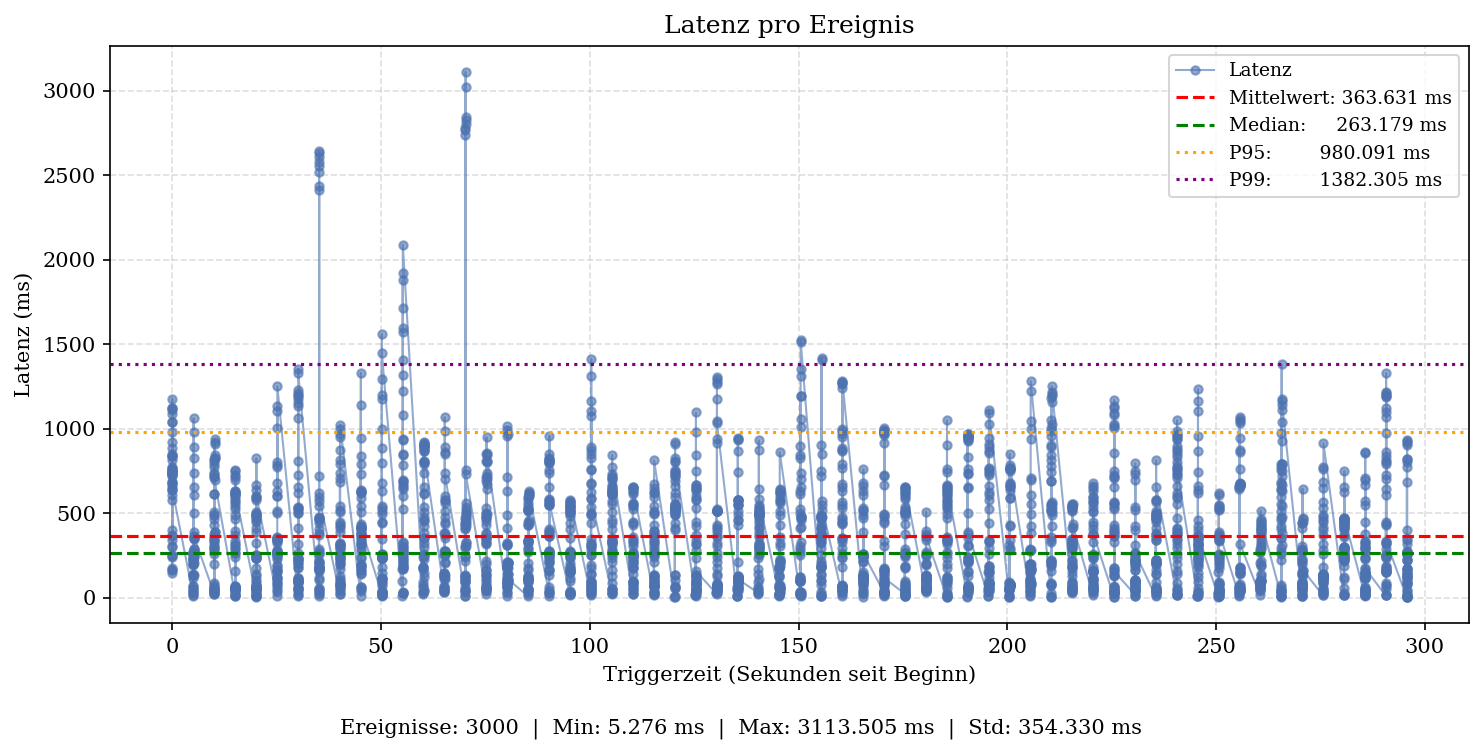 Latenz pro Ereignis
Latenz (ms)
3000
2500
2000
1500
1000
500
0
Latenz
Mittelwert: 363.631 ms
Median: 263.179 ms
P95: 980.091 ms
P99: 1382.305 ms
0 50 100 150 200 250 300
Triggerzeit (Sekunden seit Beginn)
Ereignisse: 3000 | Min: 5.276 ms | Max: 3113.505 ms | Std: 354.330 ms